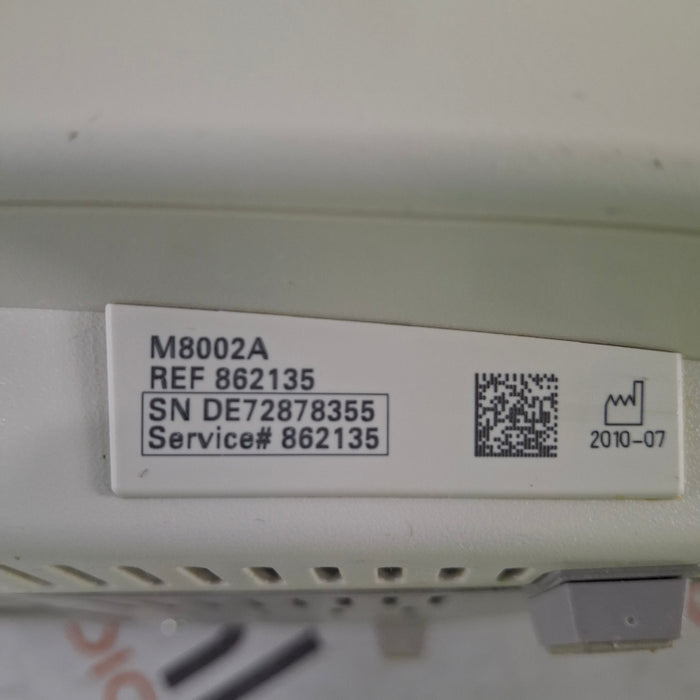 M8002A
REF 862135
SN DE72878355
Service# 862135
2010-07